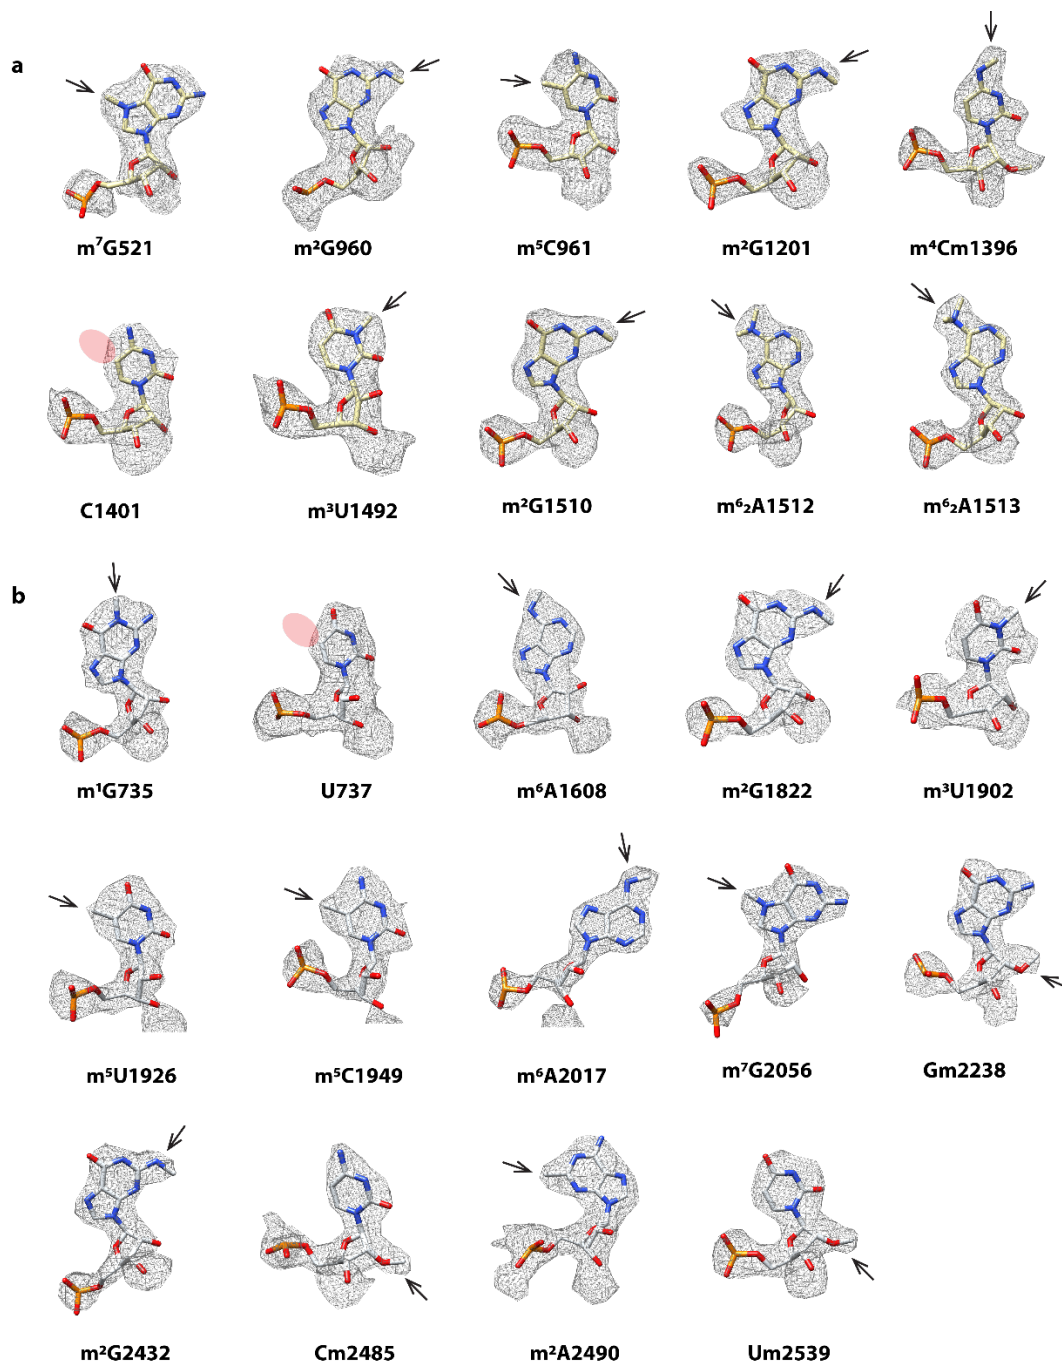 a
m⁷G521 m²G960 m⁵C961 m²G1201 m⁴Cm1396
C1401 m³U1492 m²G1510 m⁶₂A1512 m⁶₂A1513
b
m¹G735 U737 m⁶A1608 m²G1822 m³U1902
m⁵U1926 m⁵C1949 m⁶A2017 m⁷G2056 Gm2238
m²G2432 Cm2485 m²A2490 Um2539